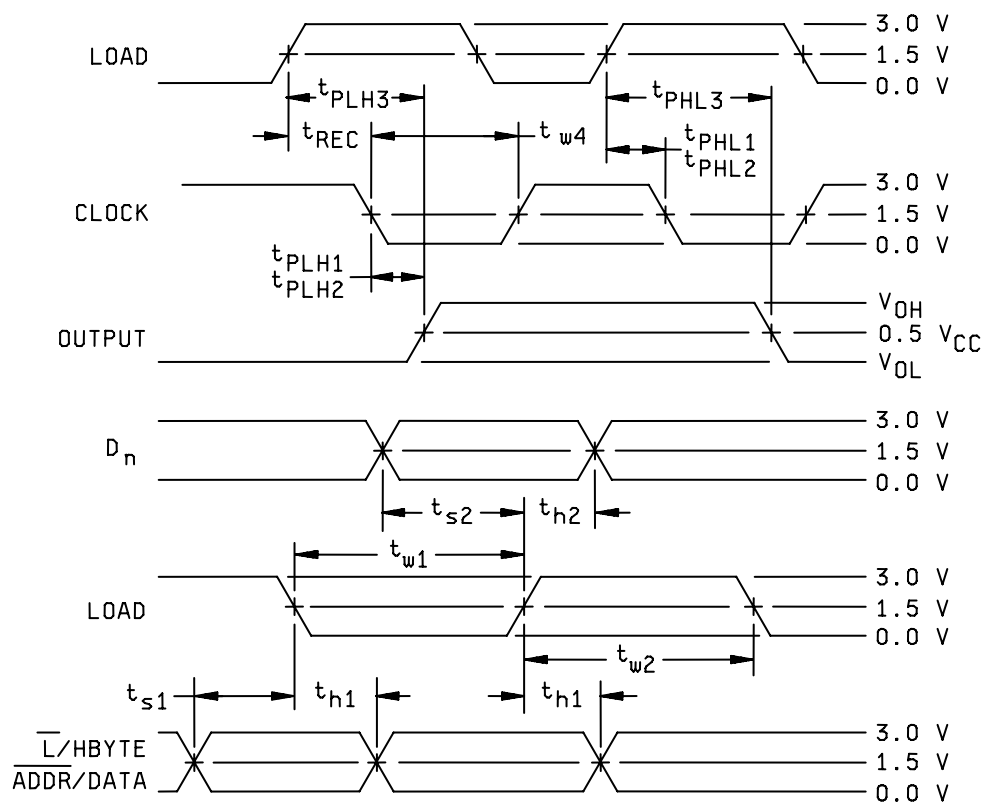 3.0 V
LOAD
1.5 V
0.0 V
tPLH3
tPHL3
tREC
tw4
tPHL1
tPHL2
3.0 V
CLOCK
1.5 V
0.0 V
tPLH1
tPLH2
VOH
OUTPUT
0.5 VCC
VOL
3.0 V
Dn
1.5 V
0.0 V
ts2
th2
tw1
3.0 V
LOAD
1.5 V
0.0 V
tw2
ts1
th1
th1
3.0 V
L̅/HBYTE
1.5 V
A̅D̅D̅R̅/DATA
0.0 V